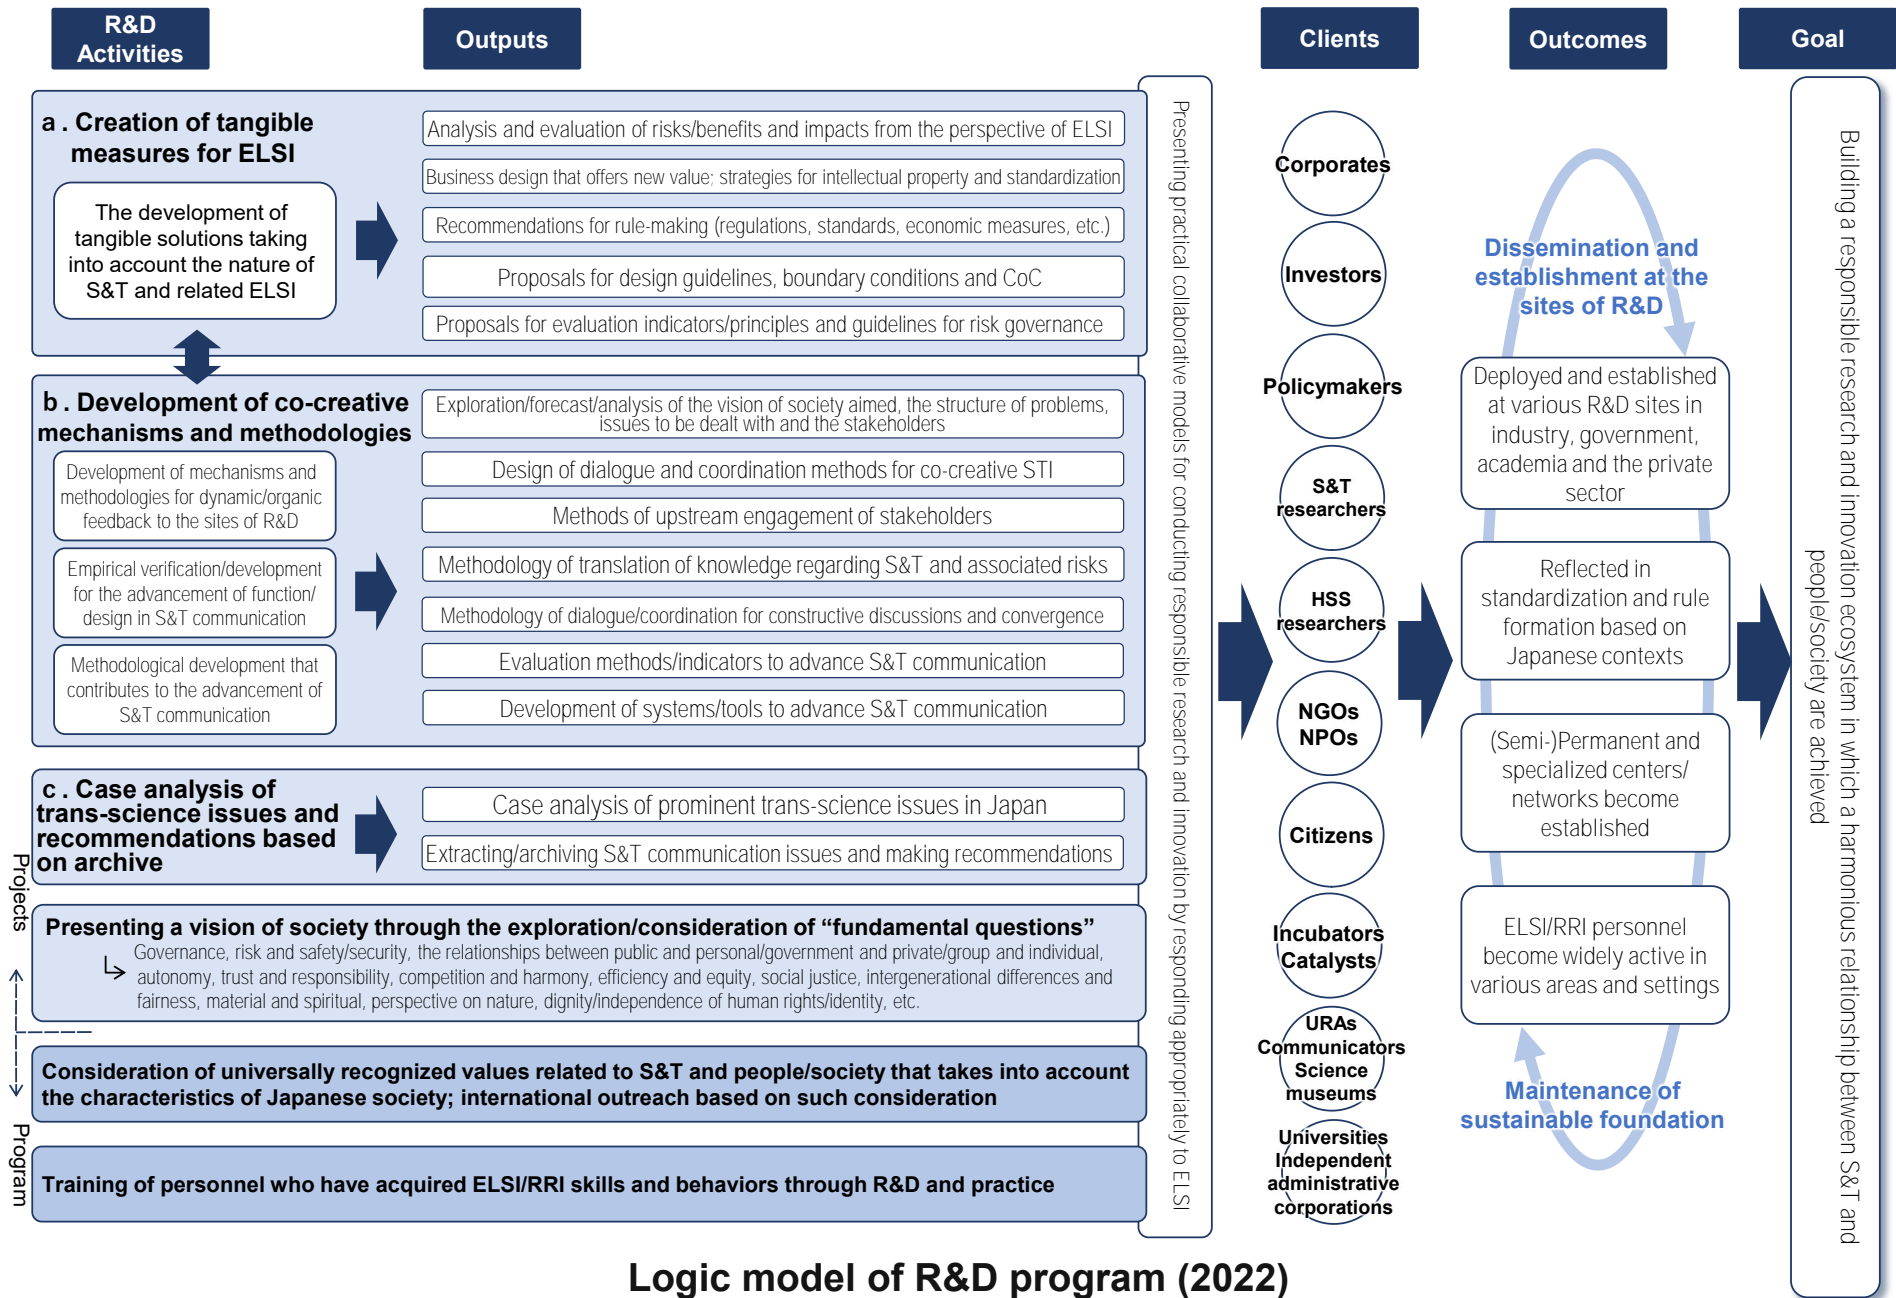 R&D
Activities
Outputs
Clients
Outcomes
Goal
a . Creation of tangible
measures for ELSI
The development of
tangible solutions taking
into account the nature of
S&T and related ELSI
Analysis and evaluation of risks/benefits and impacts from the perspective of ELSI
Business design that offers new value; strategies for intellectual property and standardization
Recommendations for rule-making (regulations, standards, economic measures, etc.)
Proposals for design guidelines, boundary conditions and CoC
Proposals for evaluation indicators/principles and guidelines for risk governance
b . Development of co-creative
mechanisms and methodologies
Development of mechanisms and
methodologies for dynamic/organic
feedback to the sites of R&D
Empirical verification/development
for the advancement of function/
design in S&T communication
Methodological development that
contributes to the advancement of
S&T communication
Exploration/forecast/analysis of the vision of society aimed, the structure of problems,
issues to be dealt with and the stakeholders
Design of dialogue and coordination methods for co-creative STI
Methods of upstream engagement of stakeholders
Methodology of translation of knowledge regarding S&T and associated risks
Methodology of dialogue/coordination for constructive discussions and convergence
Evaluation methods/indicators to advance S&T communication
Development of systems/tools to advance S&T communication
c . Case analysis of
trans-science issues and
recommendations based
on archive
Case analysis of prominent trans-science issues in Japan
Extracting/archiving S&T communication issues and making recommendations
Presenting a vision of society through the exploration/consideration of “fundamental questions”
Governance, risk and safety/security, the relationships between public and personal/government and private/group and individual,
autonomy, trust and responsibility, competition and harmony, efficiency and equity, social justice, intergenerational differences and
fairness, material and spiritual, perspective on nature, dignity/independence of human rights/identity, etc.
Consideration of universally recognized values related to S&T and people/society that takes into account
the characteristics of Japanese society; international outreach based on such consideration
Training of personnel who have acquired ELSI/RRI skills and behaviors through R&D and practice
Projects
Program
Presenting practical collaborative models for conducting responsible research and innovation by responding appropriately to ELSI
Corporates
Investors
Policymakers
S&T
researchers
HSS
researchers
NGOs
NPOs
Citizens
Incubators
Catalysts
URAs
Communicators
Science
museums
Universities
Independent
administrative
corporations
Dissemination and
establishment at the
sites of R&D
Deployed and established
at various R&D sites in
industry, government,
academia and the private
sector
Reflected in
standardization and rule
formation based on
Japanese contexts
(Semi-)Permanent and
specialized centers/
networks become
established
ELSI/RRI personnel
become widely active in
various areas and settings
Maintenance of
sustainable foundation
Building a responsible research and innovation ecosystem in which a harmonious relationship between S&T and
people/society are achieved
Logic model of R&D program (2022)